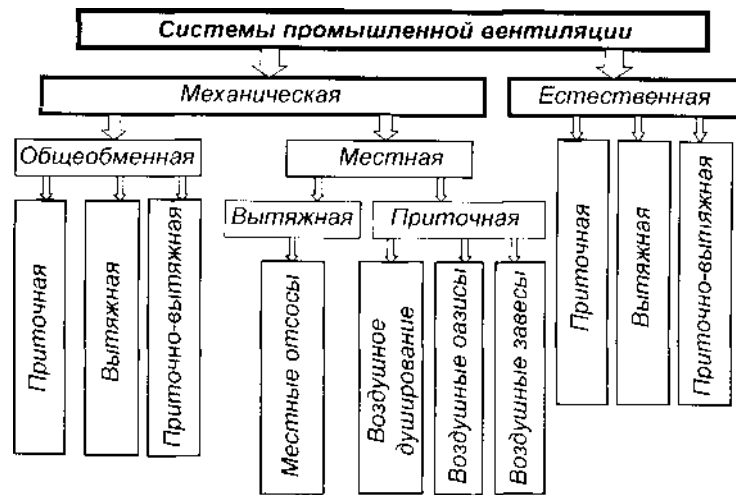 Системы промышленной вентиляции
Механическая
Естественная
Общеобменная
Местная
Вытяжная
Приточная
Приточная
Вытяжная
Приточно-вытяжная
Местные отсосы
Воздушное
душирование
Воздушные оазисы
Воздушные завесы
Приточная
Вытяжная
Приточно-вытяжная